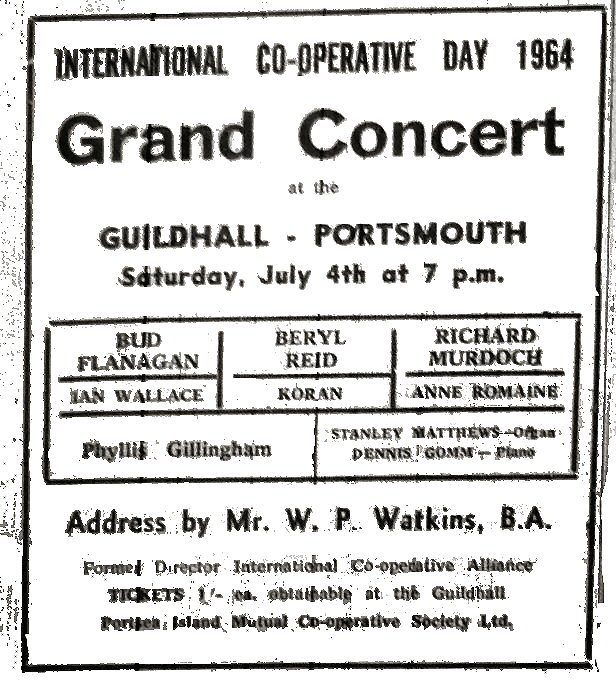 INTERNATIONAL CO-OPERATIVE DAY 1964
Grand Concert
at the
GUILDHALL - PORTSMOUTH
Saturday, July 4th at 7 p.m.
BUD FLANAGAN
BERYL REID
RICHARD MURDOCH
IAN WALLACE
KORAN
ANNE ROMAINE
Phyllis Gillingham
STANLEY MATTHEWS—Organ
DENNIS GOMM — Piano
Address by Mr. W. P. Watkins, B.A.
Former Director International Co-operative Alliance
TICKETS 1/- ea. obtainable at the Guildhall
Portsea Island Mutual Co-operative Society Ltd.